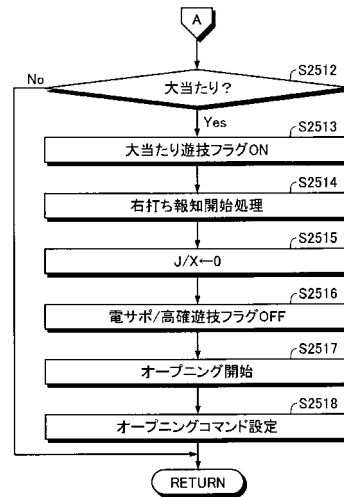 A
S2512
大当たり？
No
Yes
S2513
大当たり遊技フラグON
S2514
右打ち報知開始処理
S2515
J/X←0
S2516
電サポ/高確遊技フラグOFF
S2517
オープニング開始
S2518
オープニングコマンド設定
RETURN